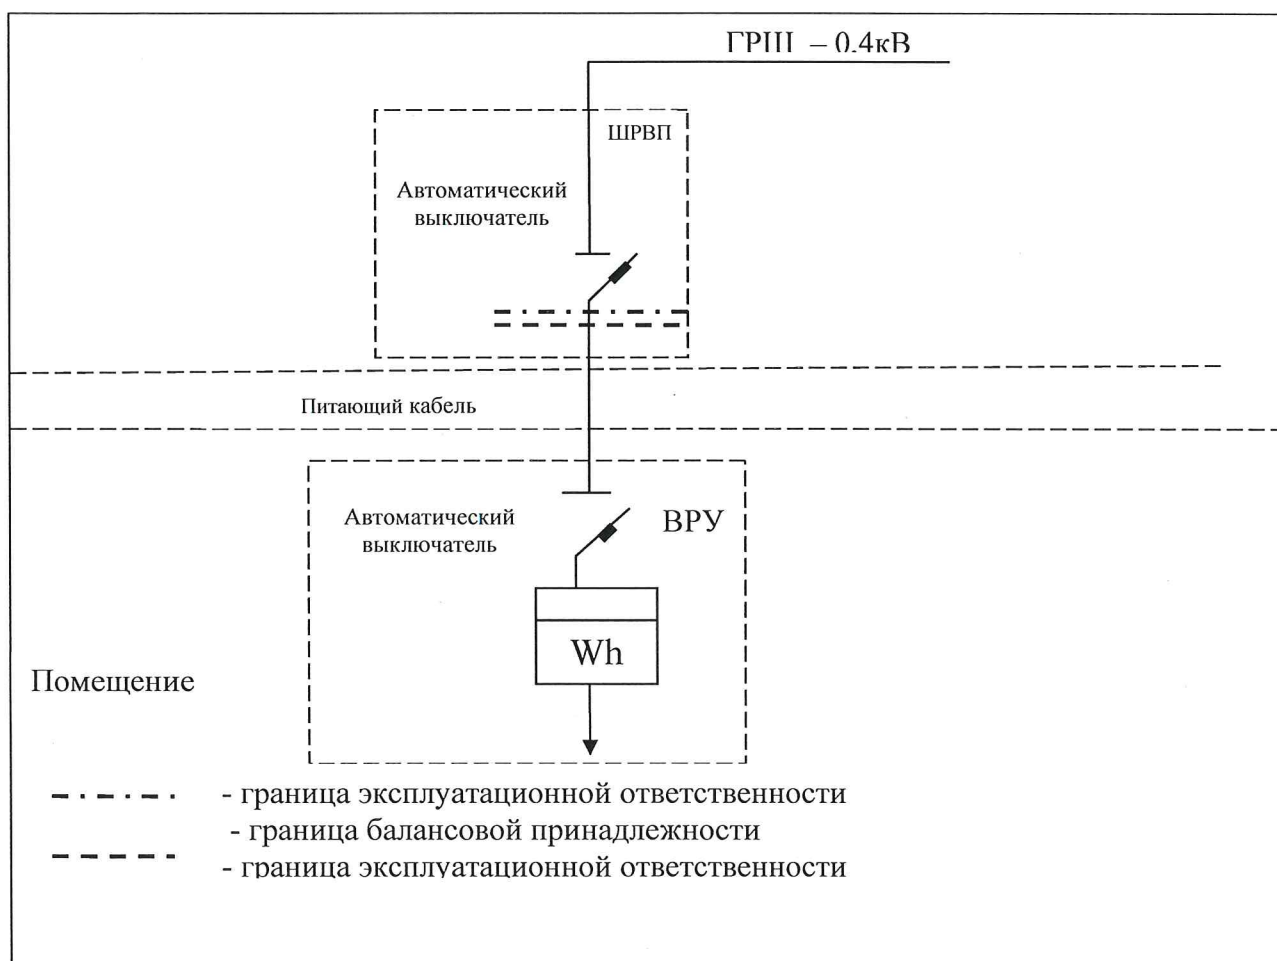 ГРЩ – 0.4кВ
ШРВП
Автоматический
выключатель
Питающий кабель
Автоматический
выключатель
ВРУ
Wh
Помещение
- граница эксплуатационной ответственности
- граница балансовой принадлежности
- граница эксплуатационной ответственности